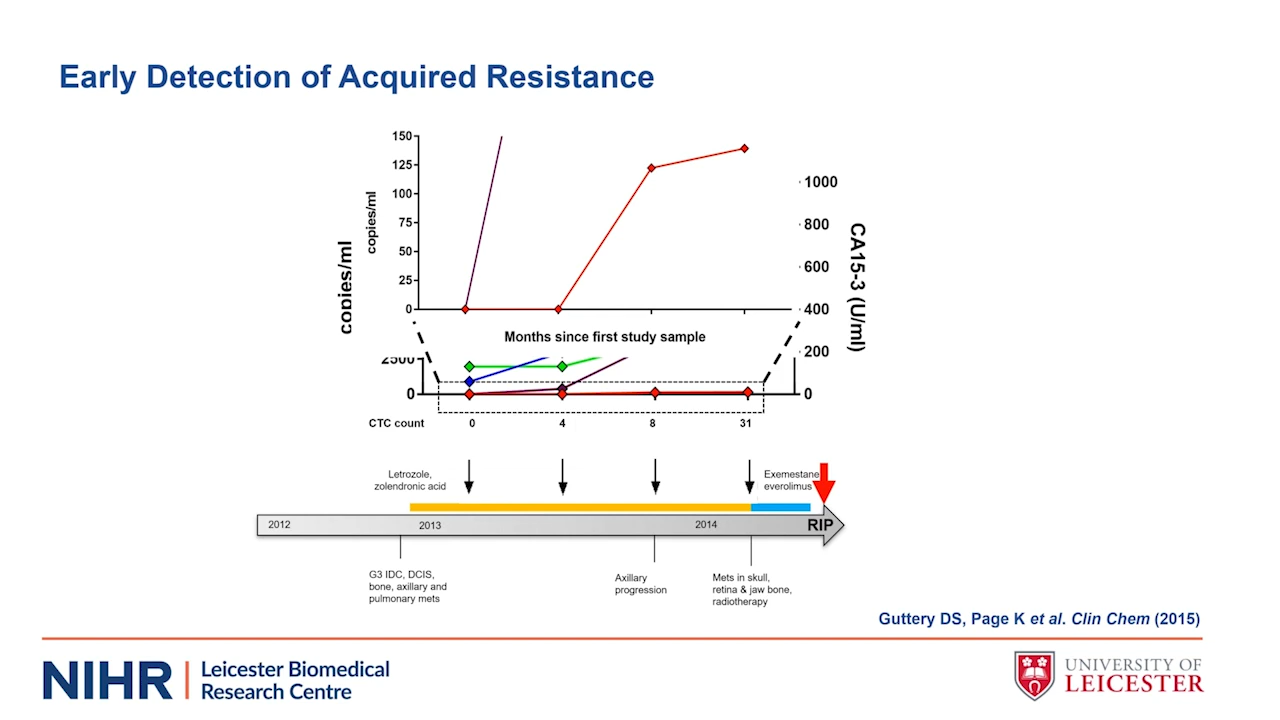 Early Detection of Acquired Resistance
150
125
100
75
50
25
0
copies/ml
copies/ml
1000
800
600
400
200
0
CA15-3 (U/ml)
Months since first study sample
2500
0
CTC count 0 4 8 31
Letrozole,
zolendronic acid
Exemestane
everolimus
2012 2013 2014 RIP
G3 IDC, DCIS,
bone, axillary and
pulmonary mets
Axillary
progression
Mets in skull,
retina & jaw bone,
radiotherapy
Guttery DS, Page K et al. Clin Chem (2015)
NIHR | Leicester Biomedical
Research Centre
UNIVERSITY OF
LEICESTER